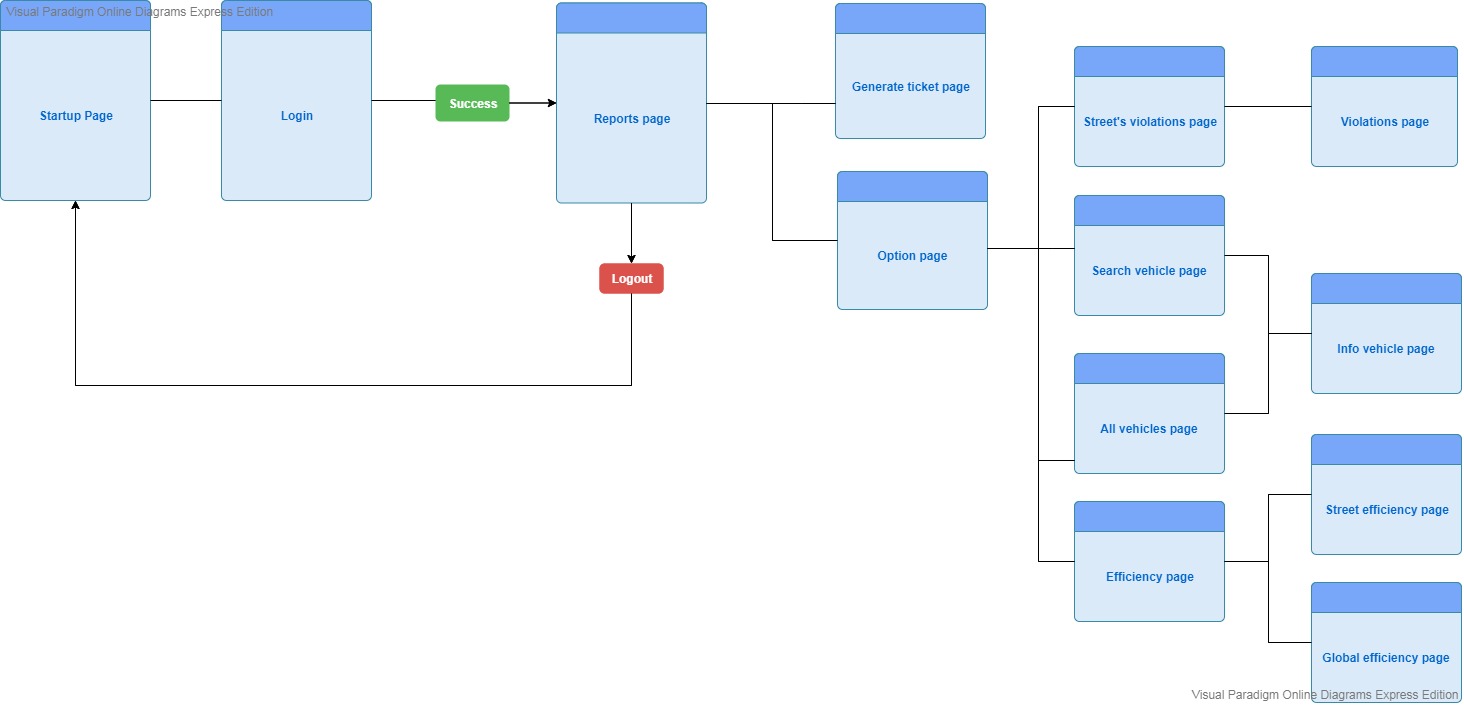 Visual Paradigm Online Diagrams Express Edition
Startup Page
Login
Success
Reports page
Logout
Generate ticket page
Option page
Street's violations page
Violations page
Search vehicle page
Info vehicle page
All vehicles page
Efficiency page
Street efficiency page
Global efficiency page
Visual Paradigm Online Diagrams Express Edition